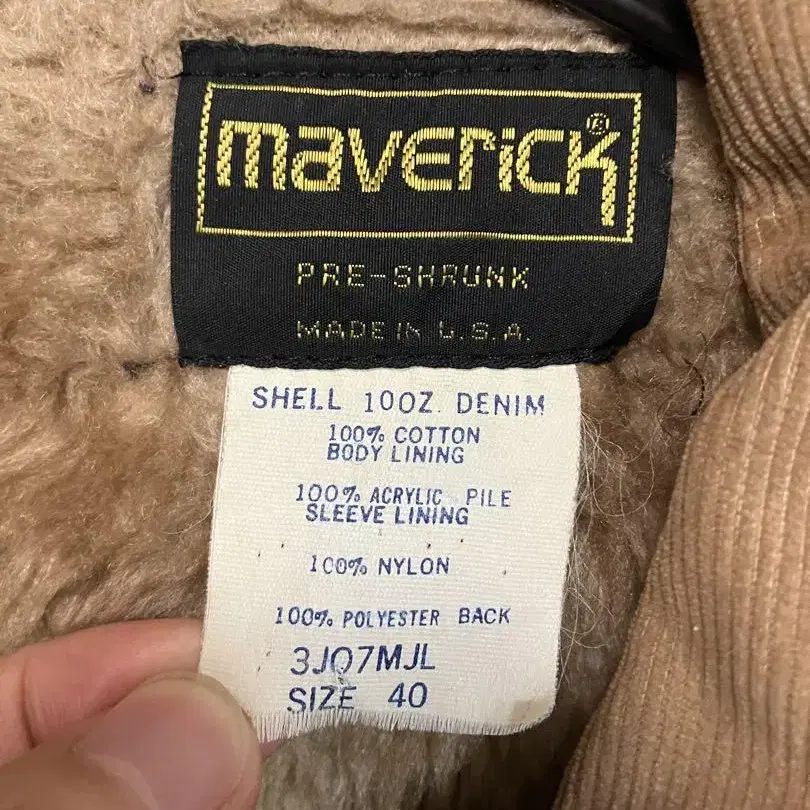 maverick®
PRE-SHRUNK
MADE IN U.S.A.
SHELL 10OZ. DENIM
100% COTTON
BODY LINING
100% ACRYLIC PILE
SLEEVE LINING
100% NYLON
100% POLYESTER BACK
3JQ7MJL
SIZE 40